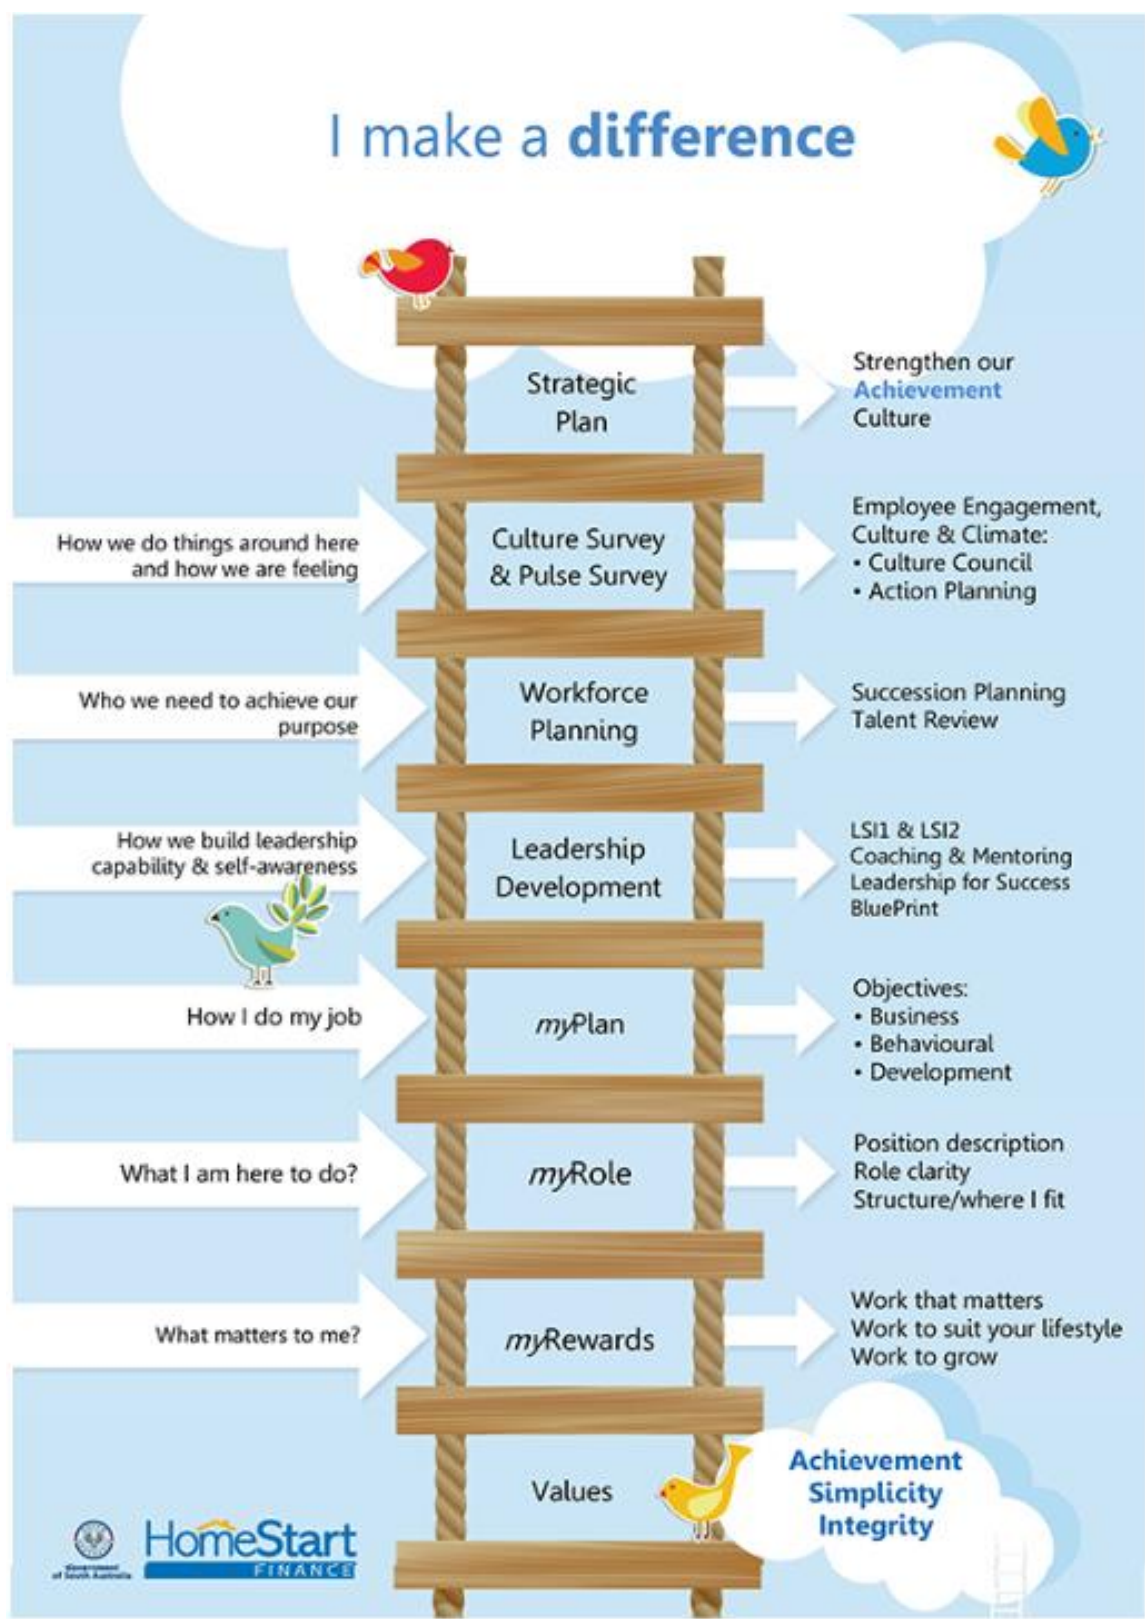 I make a difference
Strategic
Plan
Strengthen our
Achievement
Culture
How we do things around here
and how we are feeling
Culture Survey
& Pulse Survey
Employee Engagement,
Culture & Climate:
• Culture Council
• Action Planning
Who we need to achieve our
purpose
Workforce
Planning
Succession Planning
Talent Review
How we build leadership
capability & self-awareness
Leadership
Development
LSI1 & LSI2
Coaching & Mentoring
Leadership for Success
BluePrint
How I do my job
myPlan
Objectives:
• Business
• Behavioural
• Development
What I am here to do?
myRole
Position description
Role clarity
Structure/where I fit
What matters to me?
myRewards
Work that matters
Work to suit your lifestyle
Work to grow
Values
Achievement
Simplicity
Integrity
Government
of South Australia
HomeStart
FINANCE